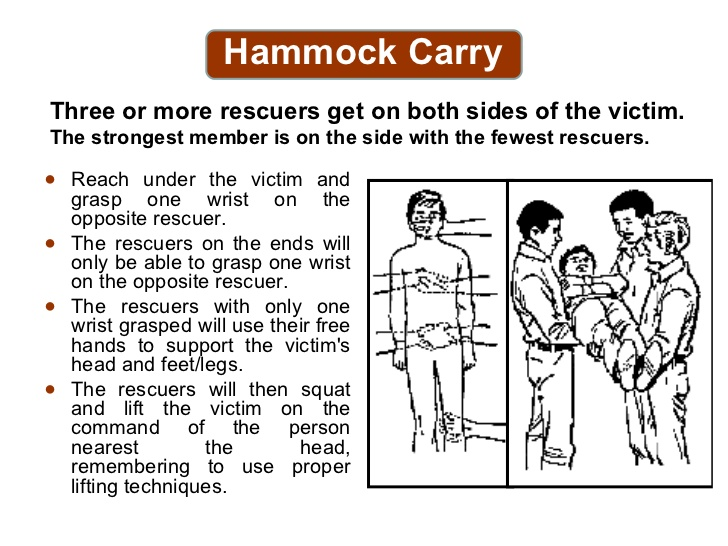 Hammock Carry
Three or more rescuers get on both sides of the victim.
The strongest member is on the side with the fewest rescuers.
• Reach under the victim and
grasp one wrist on the
opposite rescuer.
• The rescuers on the ends will
only be able to grasp one wrist
on the opposite rescuer.
• The rescuers with only one
wrist grasped will use their free
hands to support the victim's
head and feet/legs.
• The rescuers will then squat
and lift the victim on the
command of the person
nearest the head,
remembering to use proper
lifting techniques.